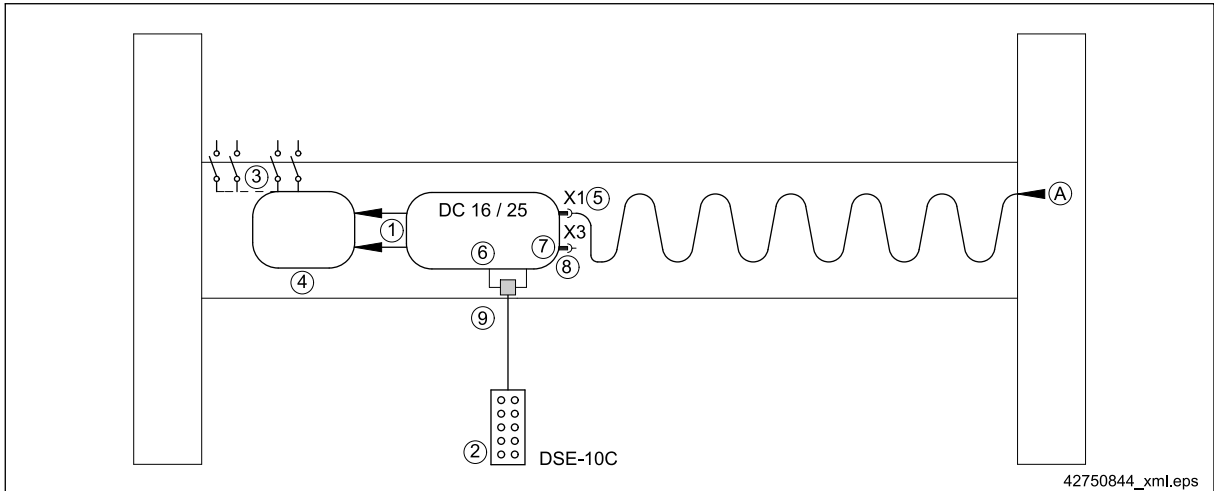 ③
DC 16 / 25
X1 ⑤
Ⓐ
①
X3
⑥
⑦
⑧
④
⑨
②
DSE-10C
42750844_xml.eps